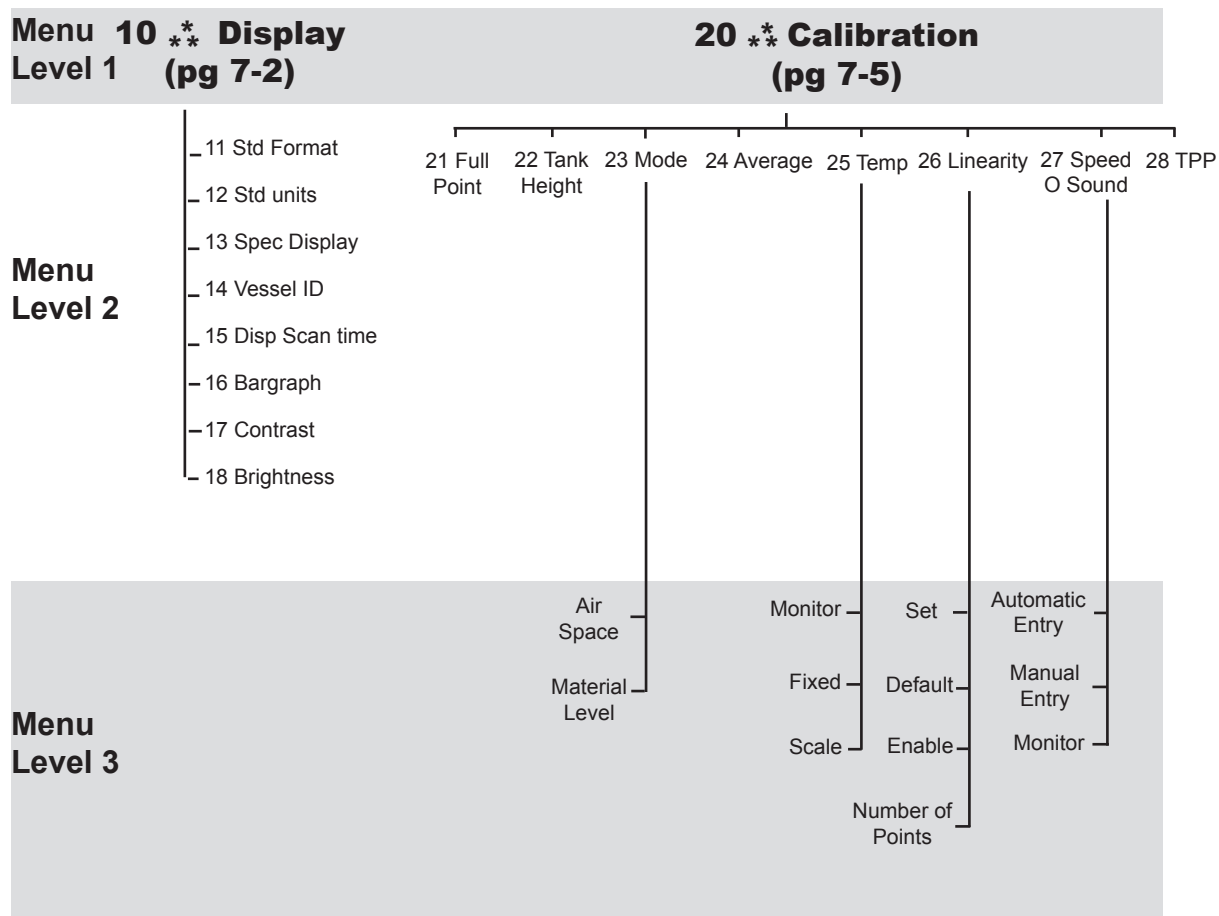 Menu Level 1
10 *** Display
(pg 7-2)
20 *** Calibration
(pg 7-5)
Menu Level 2
11 Std Format
12 Std units
13 Spec Display
14 Vessel ID
15 Disp Scan time
16 Bargraph
17 Contrast
18 Brightness
21 Full
Point
22 Tank
Height
23 Mode
24 Average
25 Temp
26 Linearity
27 Speed
O Sound
28 TPP
Menu
Level 3
Air
Space
Material
Level
Monitor
Fixed
Scale
Set
Default
Enable
Number of
Points
Automatic
Entry
Manual
Entry
Monitor